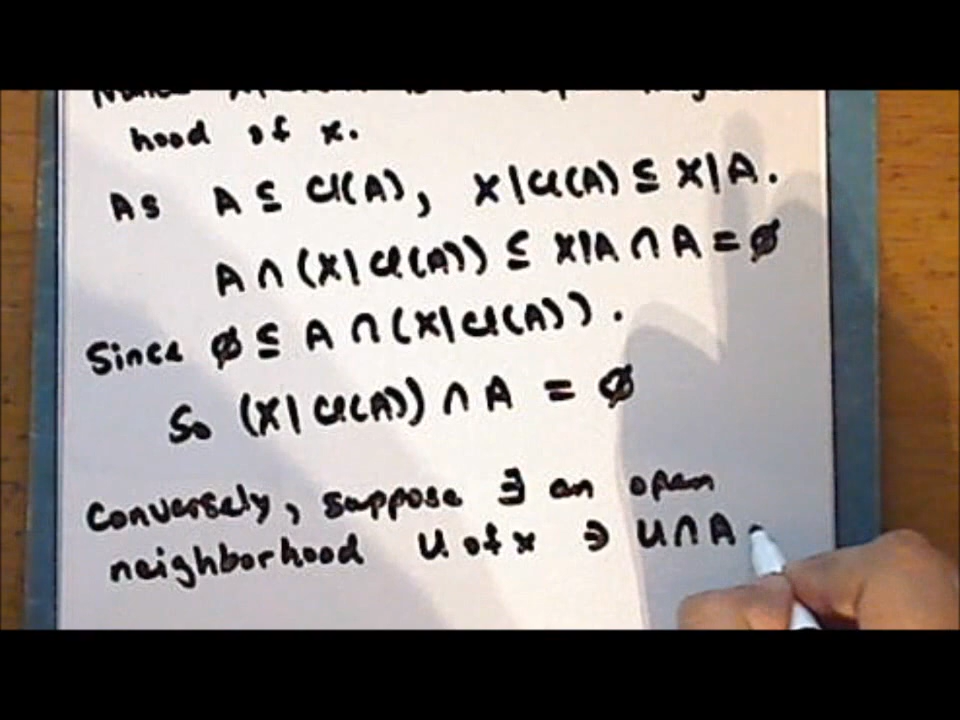 hood of x.
As A ⊆ Cl(A), X|Cl(A) ⊆ X|A.
A ∩ (X|Cl(A)) ⊆ X|A ∩ A = ∅
Since ∅ ⊆ A ∩ (X|Cl(A)).
So (X|Cl(A)) ∩ A = ∅
Conversely, suppose ∃ an open
neighborhood U of x ∋ U ∩ A